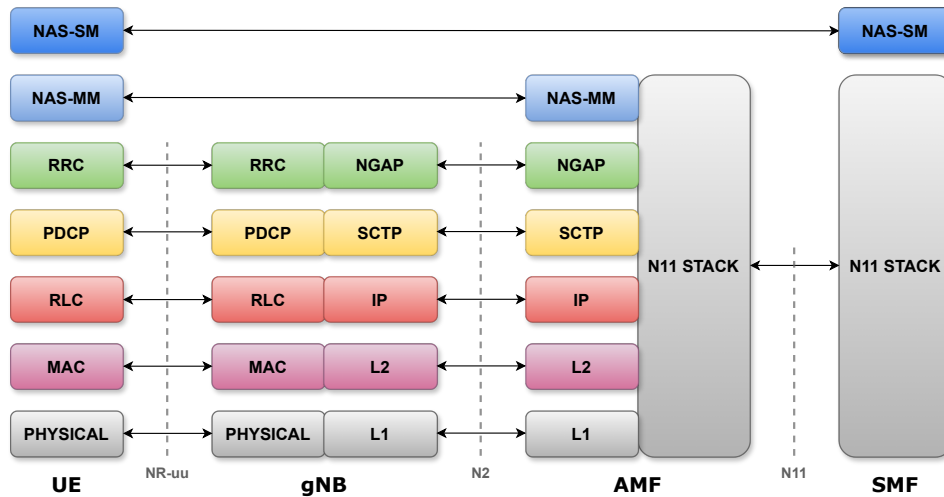 NAS-SM NAS-SM
NAS-MM NAS-MM
RRC RRC NGAP NGAP
PDCP PDCP SCTP SCTP
N11 STACK N11 STACK
RLC RLC IP IP
MAC MAC L2 L2
PHYSICAL PHYSICAL L1 L1
NR-uu N2 N11
UE gNB AMF SMF